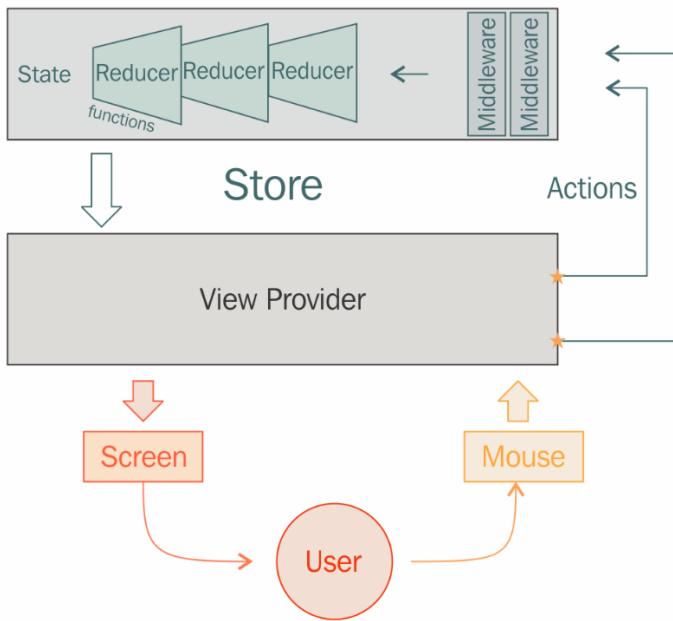 State
Reducer
Reducer
Reducer
functions
Middleware
Middleware
Store
Actions
View Provider
Screen
Mouse
User